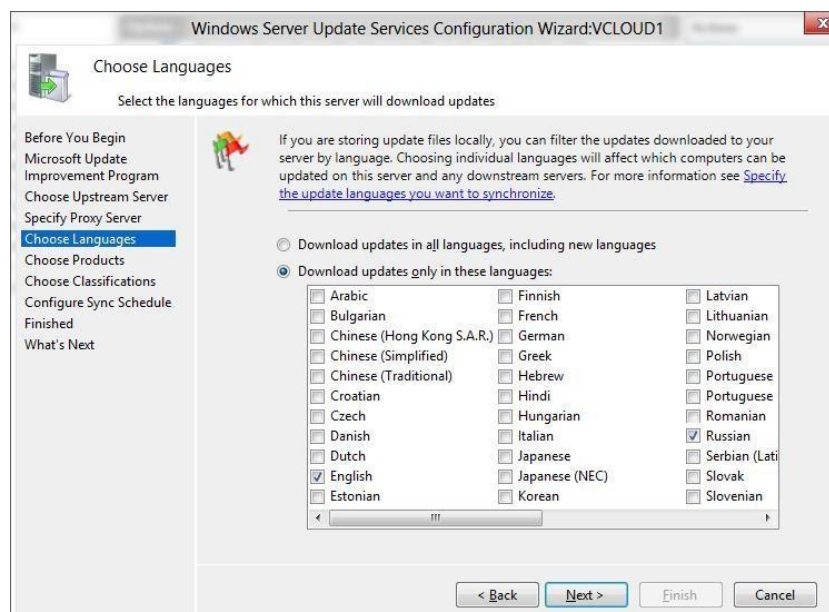 Windows Server Update Services Configuration Wizard:VCLOUD1
x
Choose Languages
Select the languages for which this server will download updates
Before You Begin
Microsoft Update
Improvement Program
Choose Upstream Server
Specify Proxy Server
Choose Languages
Choose Products
Choose Classifications
Configure Sync Schedule
Finished
What's Next
If you are storing update files locally, you can filter the updates downloaded to your
server by language. Choosing individual languages will affect which computers can be
updated on this server and any downstream servers. For more information see Specify
the update languages you want to synchronize.
Download updates in all languages, including new languages
Download updates only in these languages:
Arabic
Bulgarian
Chinese (Hong Kong S.A.R.)
Chinese (Simplified)
Chinese (Traditional)
Croatian
Czech
Danish
Dutch
English
Estonian
Finnish
French
German
Greek
Hebrew
Hindi
Hungarian
Italian
Japanese
Japanese (NEC)
Korean
Latvian
Lithuanian
Norwegian
Polish
Portuguese
Portuguese
Romanian
Russian
Serbian (Lati
Slovak
Slovenian
< Back
Next >
Finish
Cancel